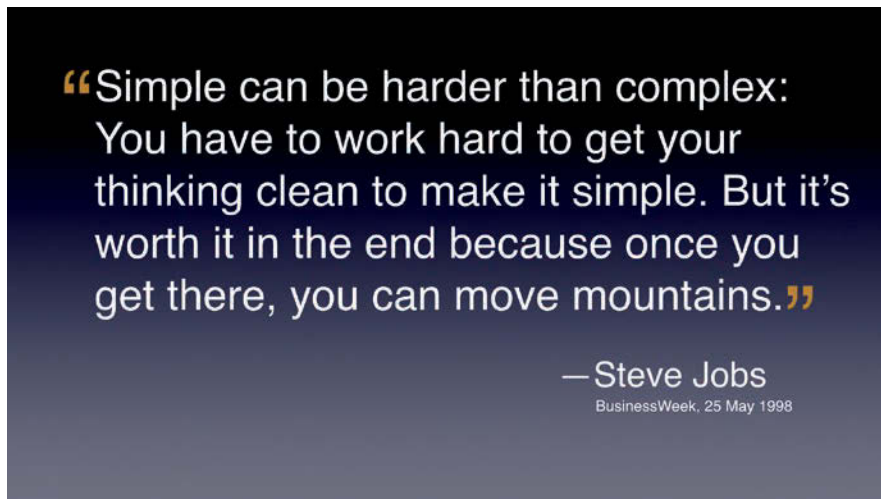 “Simple can be harder than complex:
You have to work hard to get your
thinking clean to make it simple. But it’s
worth it in the end because once you
get there, you can move mountains.”
—Steve Jobs
BusinessWeek, 25 May 1998